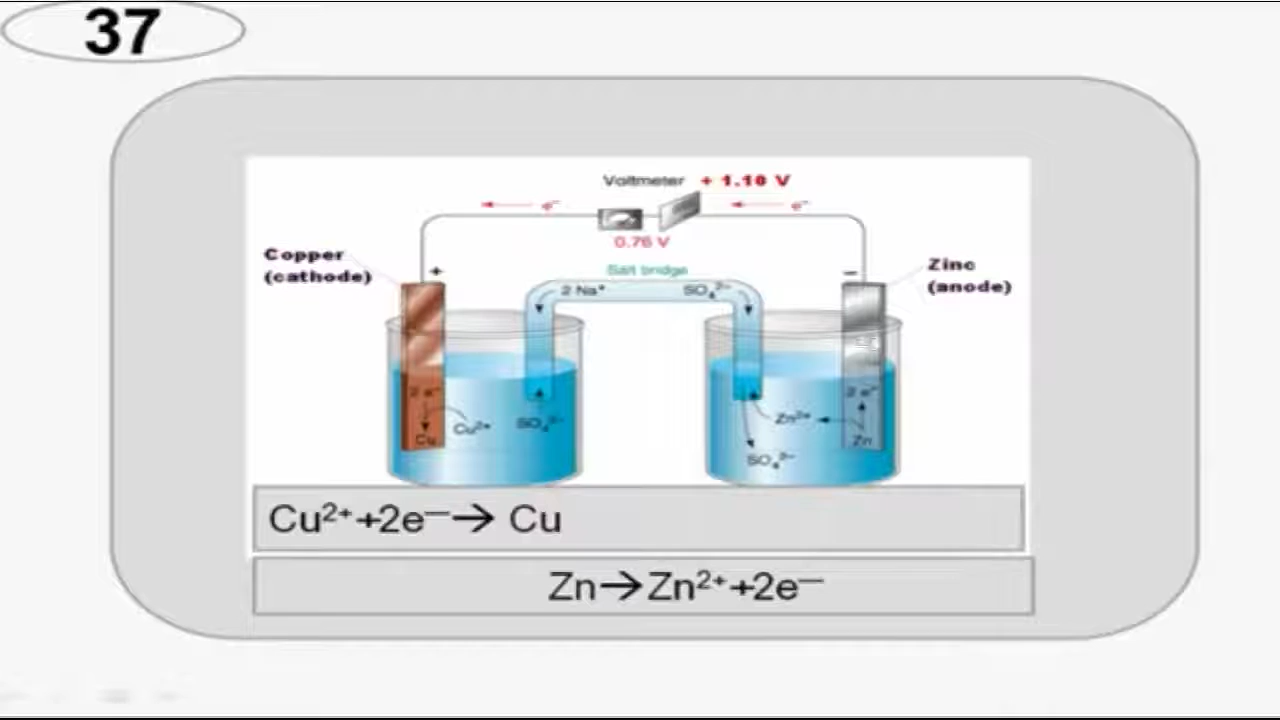 37
Voltmeter + 1.10 V
e⁻ e⁻
0.76 V
Copper
(cathode)
+
Salt bridge
−
Zinc
(anode)
2 Na⁺ SO₄²⁻
2 e⁻
Cu
Cu²⁺
SO₄²⁻
2 e⁻
Zn²⁺
Zn
SO₄²⁻
Cu²⁺+2e—→ Cu
Zn→Zn²⁺+2e—